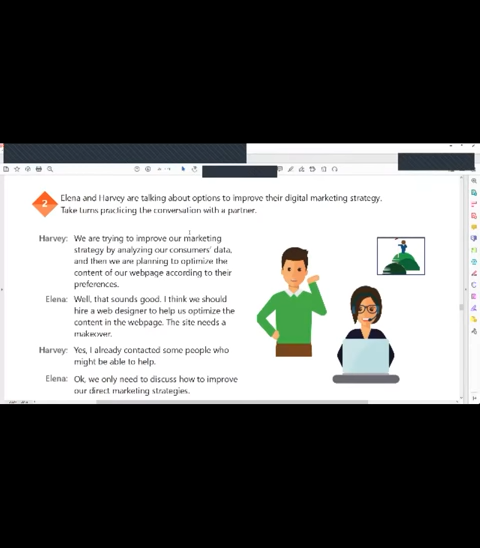 2
Elena and Harvey are talking about options to improve their digital marketing strategy.
Take turns practicing the conversation with a partner.
Harvey: We are trying to improve our marketing
strategy by analyzing our consumers' data,
and then we are planning to optimize the
content of our webpage according to their
preferences.
Elena: Well, that sounds good. I think we should
hire a web designer to help us optimize the
content in the webpage. The site needs a
makeover.
Harvey: Yes, I already contacted some people who
might be able to help.
Elena: Ok, we only need to discuss how to improve
our direct marketing strategies.